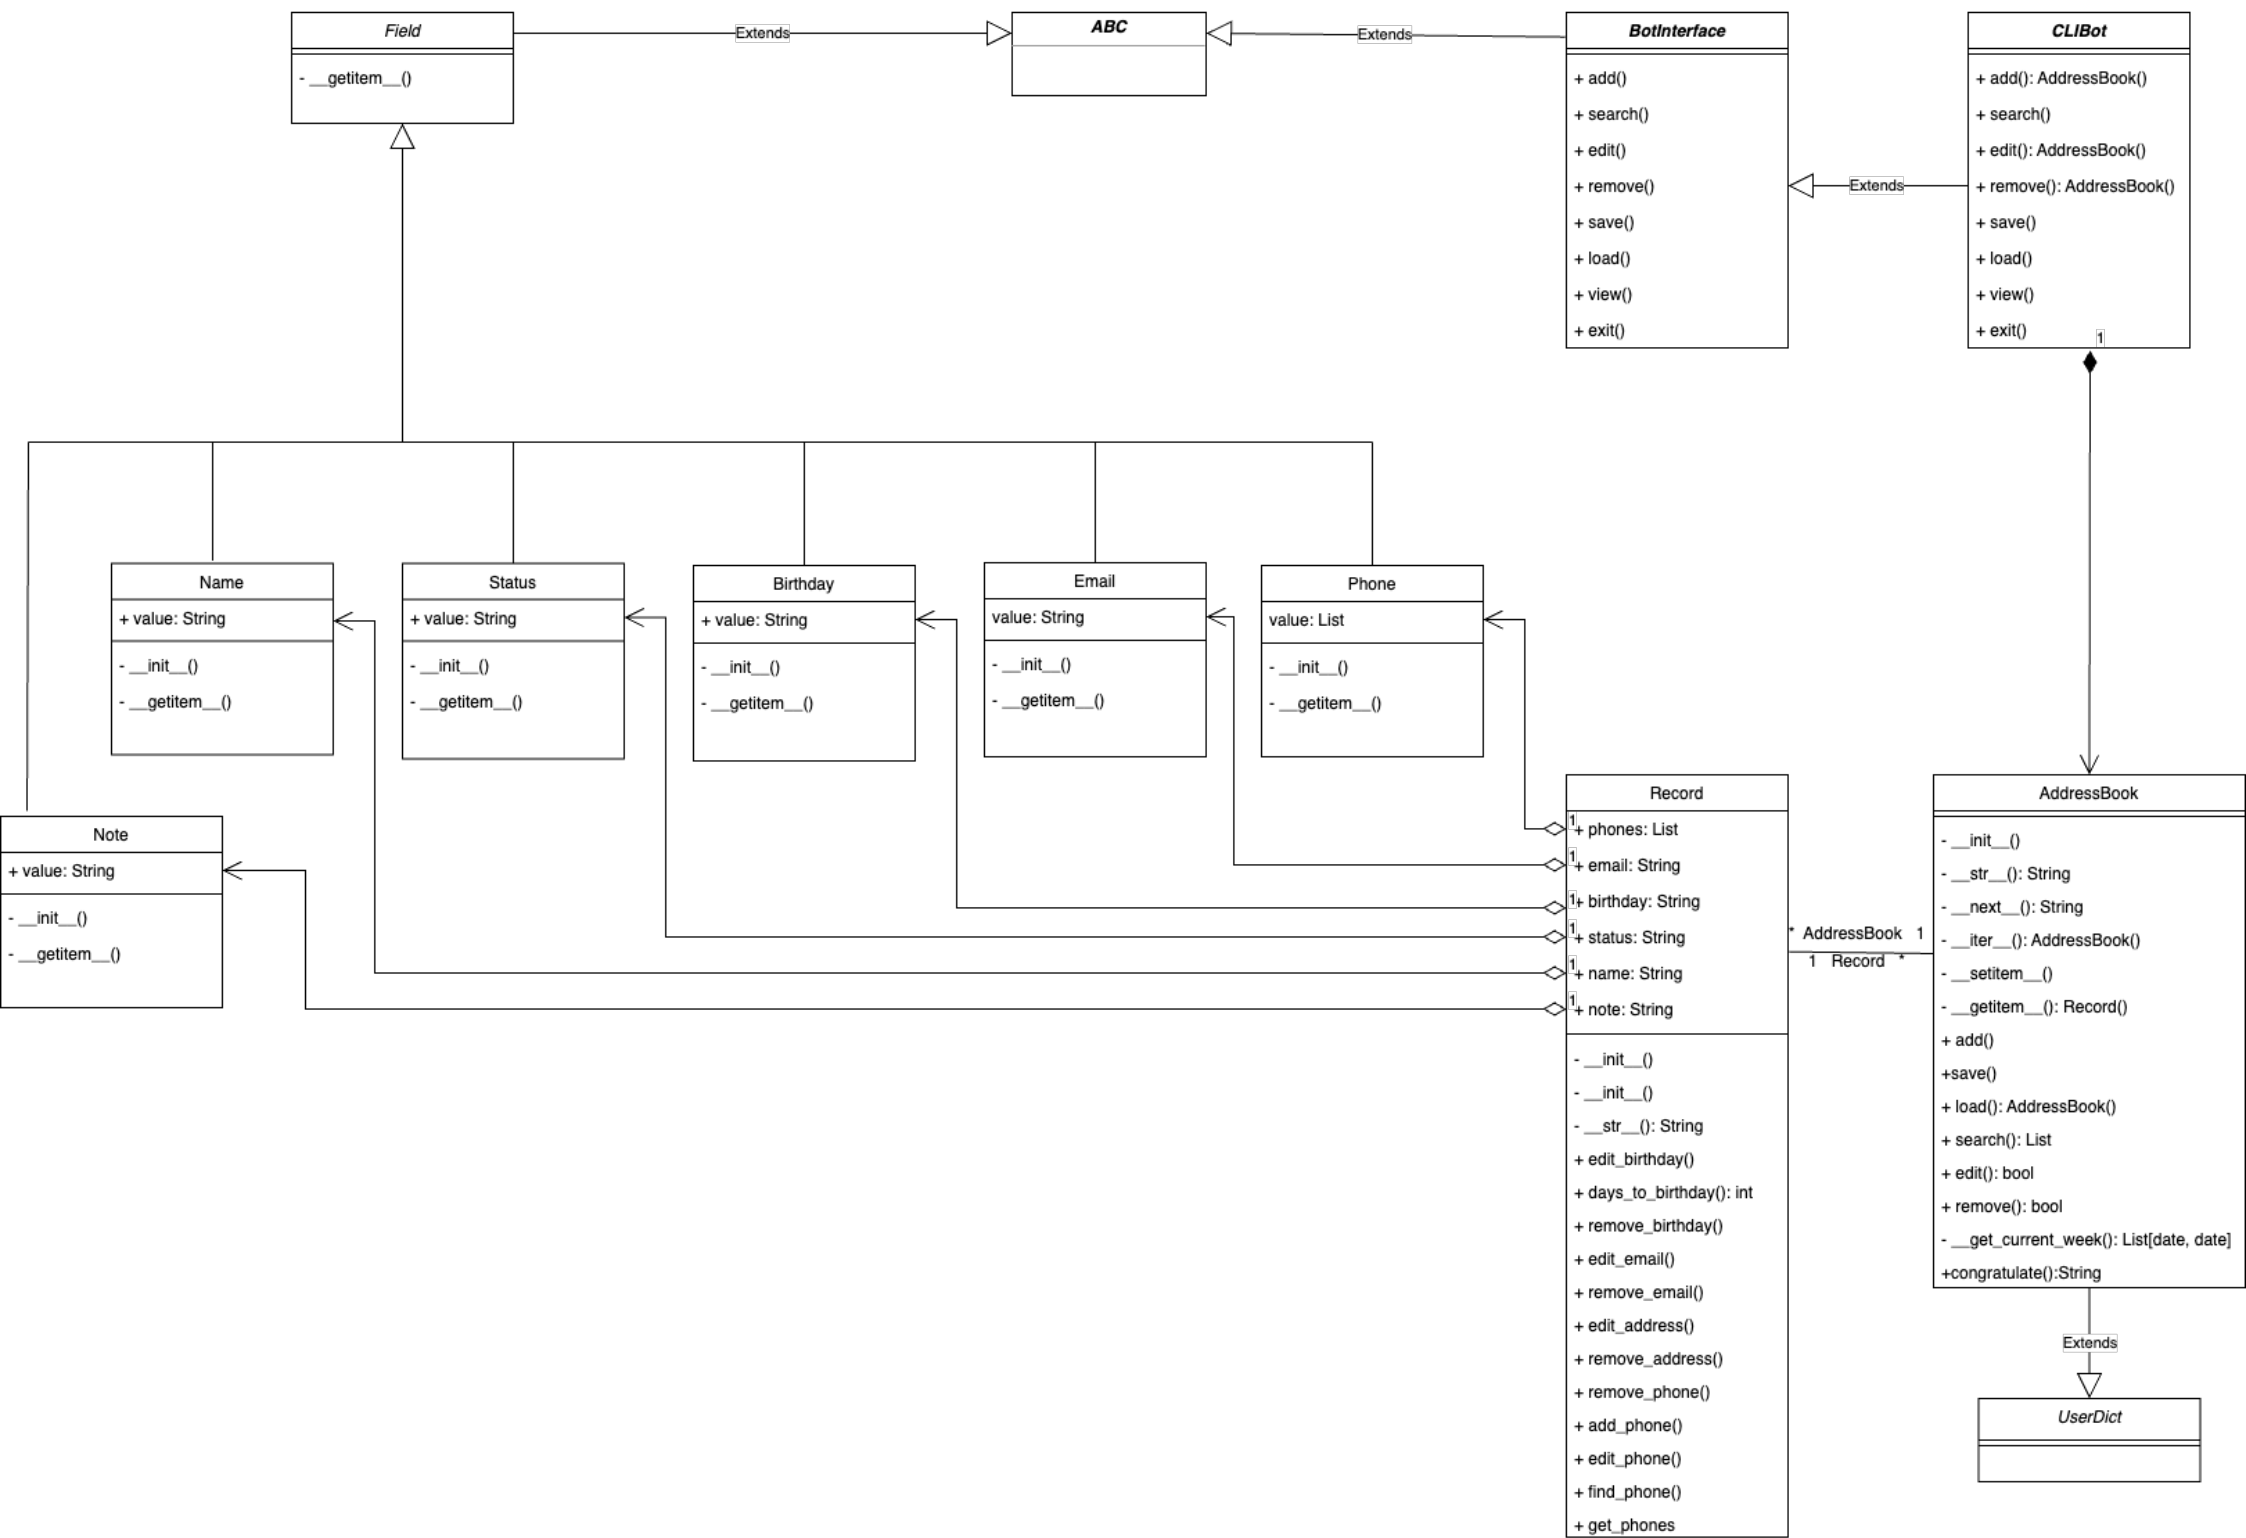 Field
- __getitem__()
Extends
ABC
Extends
BotInterface
+ add()
+ search()
+ edit()
+ remove()
+ save()
+ load()
+ view()
+ exit()
Extends
CLIBot
+ add(): AddressBook()
+ search()
+ edit(): AddressBook()
+ remove(): AddressBook()
+ save()
+ load()
+ view()
+ exit()
1
Name
+ value: String
- __init__()
- __getitem__()
Status
+ value: String
- __init__()
- __getitem__()
Birthday
+ value: String
- __init__()
- __getitem__()
Email
value: String
- __init__()
- __getitem__()
Phone
value: List
- __init__()
- __getitem__()
Note
+ value: String
- __init__()
- __getitem__()
Record
1
+ phones: List
1
+ email: String
1
+ birthday: String
1
+ status: String
1
+ name: String
1
+ note: String
- __init__()
- __init__()
- __str__(): String
+ edit_birthday()
+ days_to_birthday(): int
+ remove_birthday()
+ edit_email()
+ remove_email()
+ edit_address()
+ remove_address()
+ remove_phone()
+ add_phone()
+ edit_phone()
+ find_phone()
+ get_phones
* AddressBook 1
1 Record *
AddressBook
- __init__()
- __str__(): String
- __next__(): String
- __iter__(): AddressBook()
- __setitem__()
- __getitem__(): Record()
+ add()
+save()
+ load(): AddressBook()
+ search(): List
+ edit(): bool
+ remove(): bool
- __get_current_week(): List[date, date]
+congratulate():String
Extends
UserDict